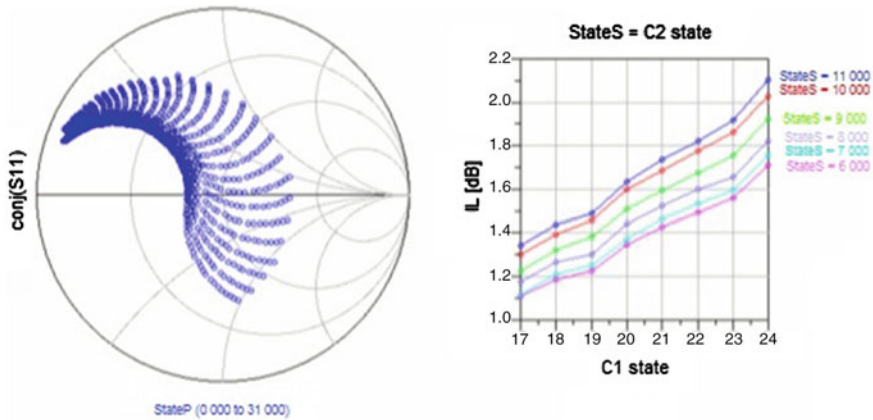 conj(S11)
StateP (0 000 to 31 000)
StateS = C2 state
IL [dB]
2.2
2.0
1.8
1.6
1.4
1.2
1.0
17 18 19 20 21 22 23 24
C1 state
StateS = 11 000
StateS = 10 000
StateS = 9 000
StateS = 8 000
StateS = 7 000
StateS = 6 000